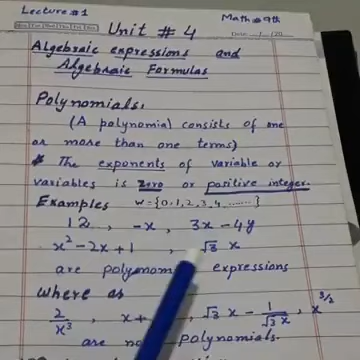 Lecture #1
Math # 9th
Date
Unit # 4
Algebraic expressions and
Algebraic Formulas
Polynomials:
(A polynomial consists of one
or more than one terms)
* The exponents of variable or
variables is zero or positive integer.
Examples W={0,1,2,3,4,......}
12, -x, 3x-4y
x²-2x+1, √3 x
are polynom expressions
Where as
2/x³, x+ , √3 x - 1/√3x, x^3/2
are no polynomials.